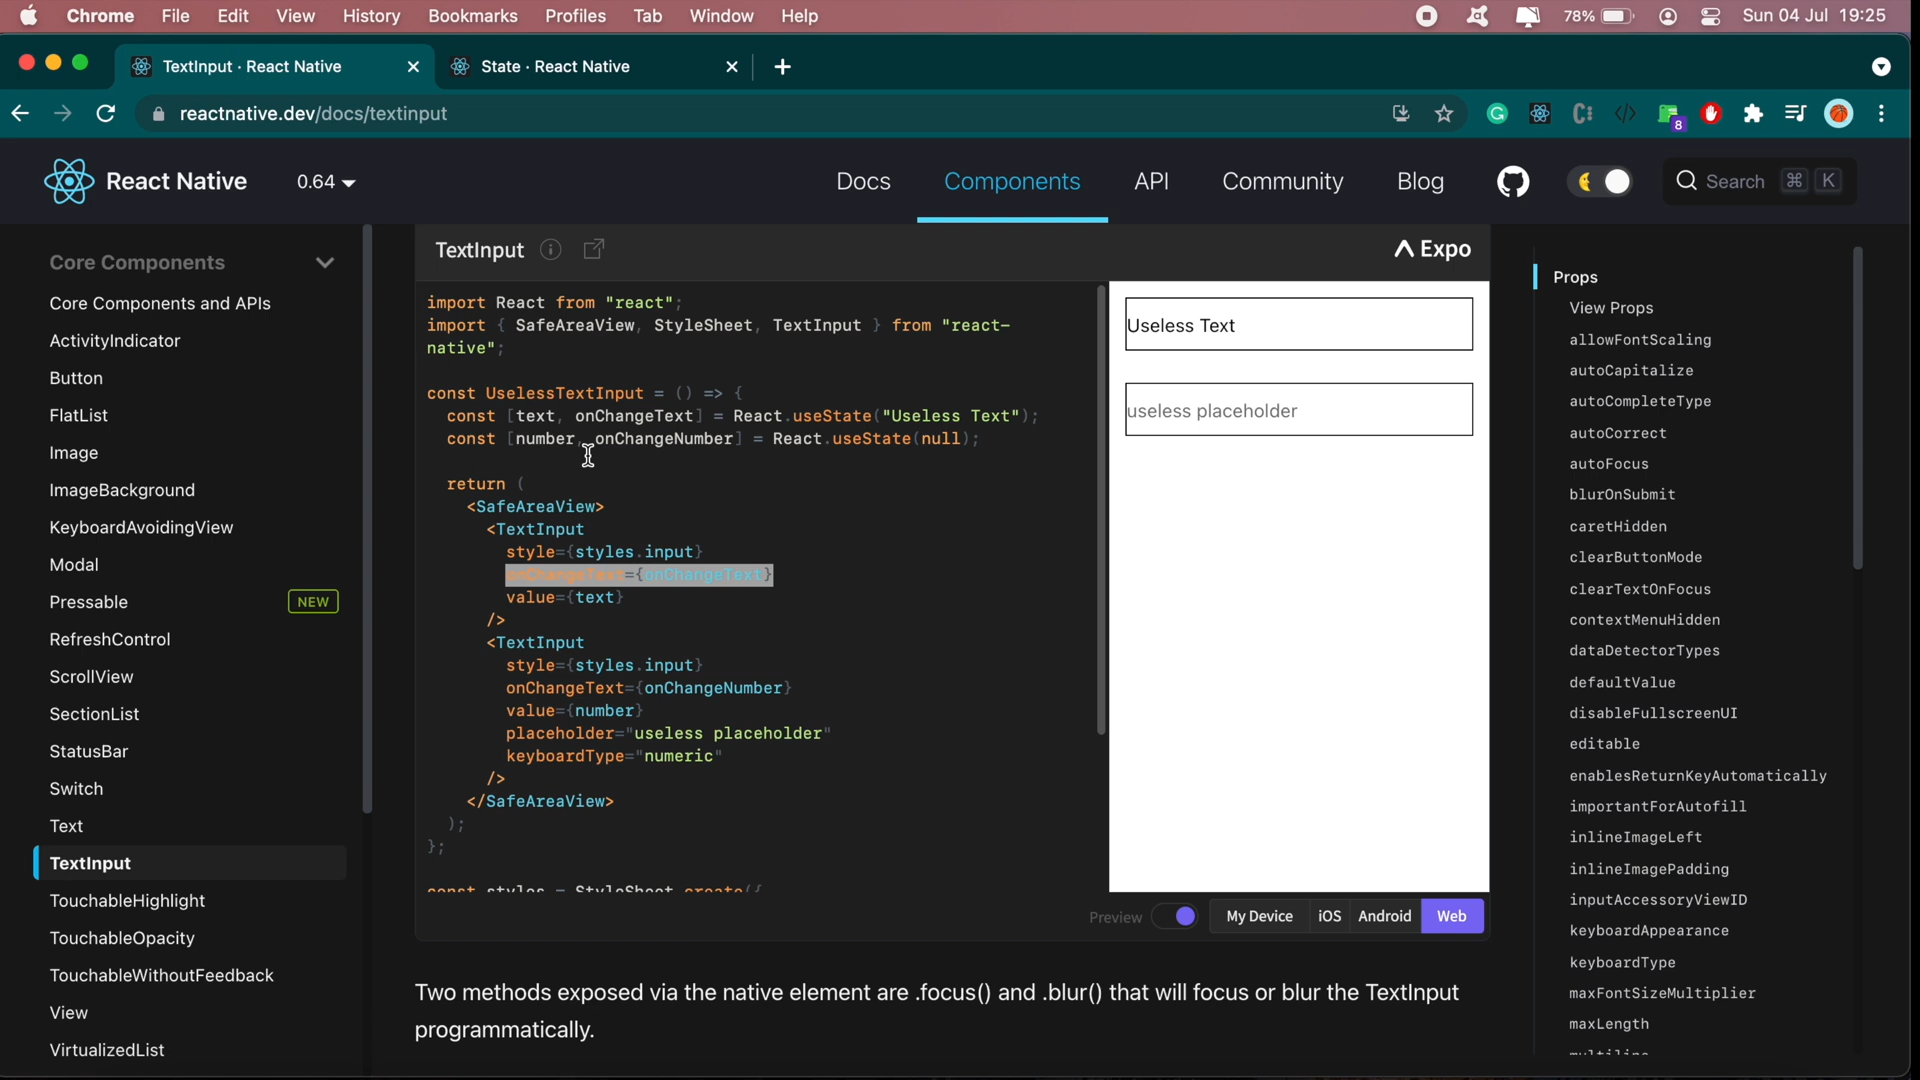 Chrome File Edit View History Bookmarks Profiles Tab Window Help 78% Sun 04 Jul 19:25
TextInput · React Native State · React Native
reactnative.dev/docs/textinput 8
React Native 0.64 Docs Components API Community Blog Search ⌘ K
Core Components
Core Components and APIs
ActivityIndicator
Button
FlatList
Image
ImageBackground
KeyboardAvoidingView
Modal
Pressable NEW
RefreshControl
ScrollView
SectionList
StatusBar
Switch
Text
TextInput
TouchableHighlight
TouchableOpacity
TouchableWithoutFeedback
View
VirtualizedList
TextInput Expo
import React from "react";
import { SafeAreaView, StyleSheet, TextInput } from "react-
native";
const UselessTextInput = () => {
const [text, onChangeText] = React.useState("Useless Text");
const [number, onChangeNumber] = React.useState(null);
return (
<SafeAreaView>
<TextInput
style={styles.input}
onChangeText={onChangeText}
value={text}
/>
<TextInput
style={styles.input}
onChangeText={onChangeNumber}
value={number}
placeholder="useless placeholder"
keyboardType="numeric"
/>
</SafeAreaView>
);
};
const styles = StyleSheet.create({
Useless Text
useless placeholder
Preview My Device iOS Android Web
Two methods exposed via the native element are .focus() and .blur() that will focus or blur the TextInput
programmatically.
Props
View Props
allowFontScaling
autoCapitalize
autoCompleteType
autoCorrect
autoFocus
blurOnSubmit
caretHidden
clearButtonMode
clearTextOnFocus
contextMenuHidden
dataDetectorTypes
defaultValue
disableFullscreenUI
editable
enablesReturnKeyAutomatically
importantForAutofill
inlineImageLeft
inlineImagePadding
inputAccessoryViewID
keyboardAppearance
keyboardType
maxFontSizeMultiplier
maxLength
multiline